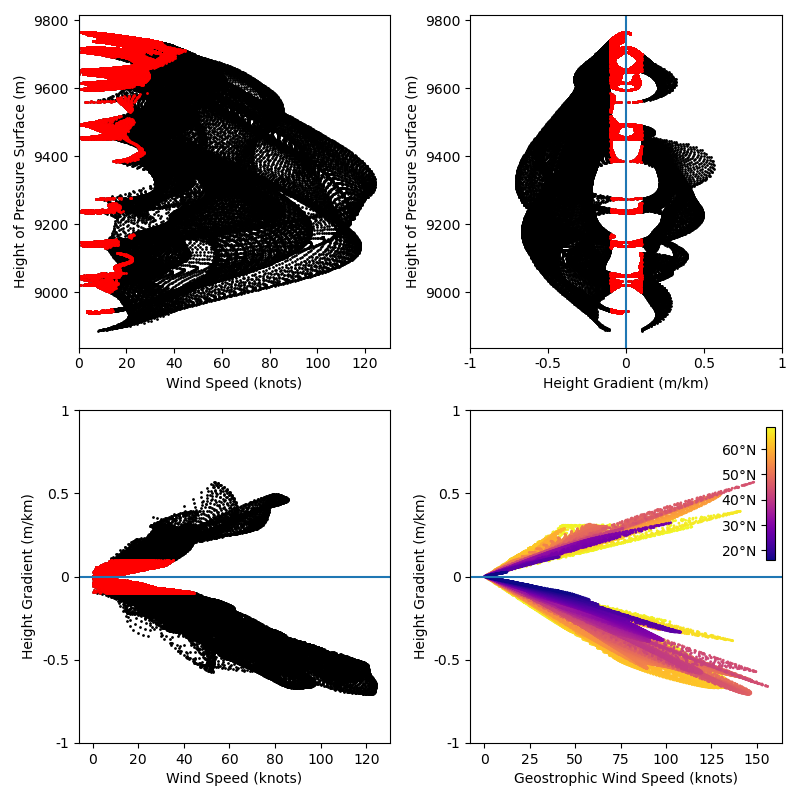 9800
9600
9400
9200
9000
Height of Pressure Surface (m)
0 20 40 60 80 100 120
Wind Speed (knots)
9800
9600
9400
9200
9000
Height of Pressure Surface (m)
-1 -0.5 0 0.5 1
Height Gradient (m/km)
1
0.5
0
-0.5
-1
Height Gradient (m/km)
0 20 40 60 80 100 120
Wind Speed (knots)
1
0.5
0
-0.5
-1
Height Gradient (m/km)
60°N
50°N
40°N
30°N
20°N
0 25 50 75 100 125 150
Geostrophic Wind Speed (knots)